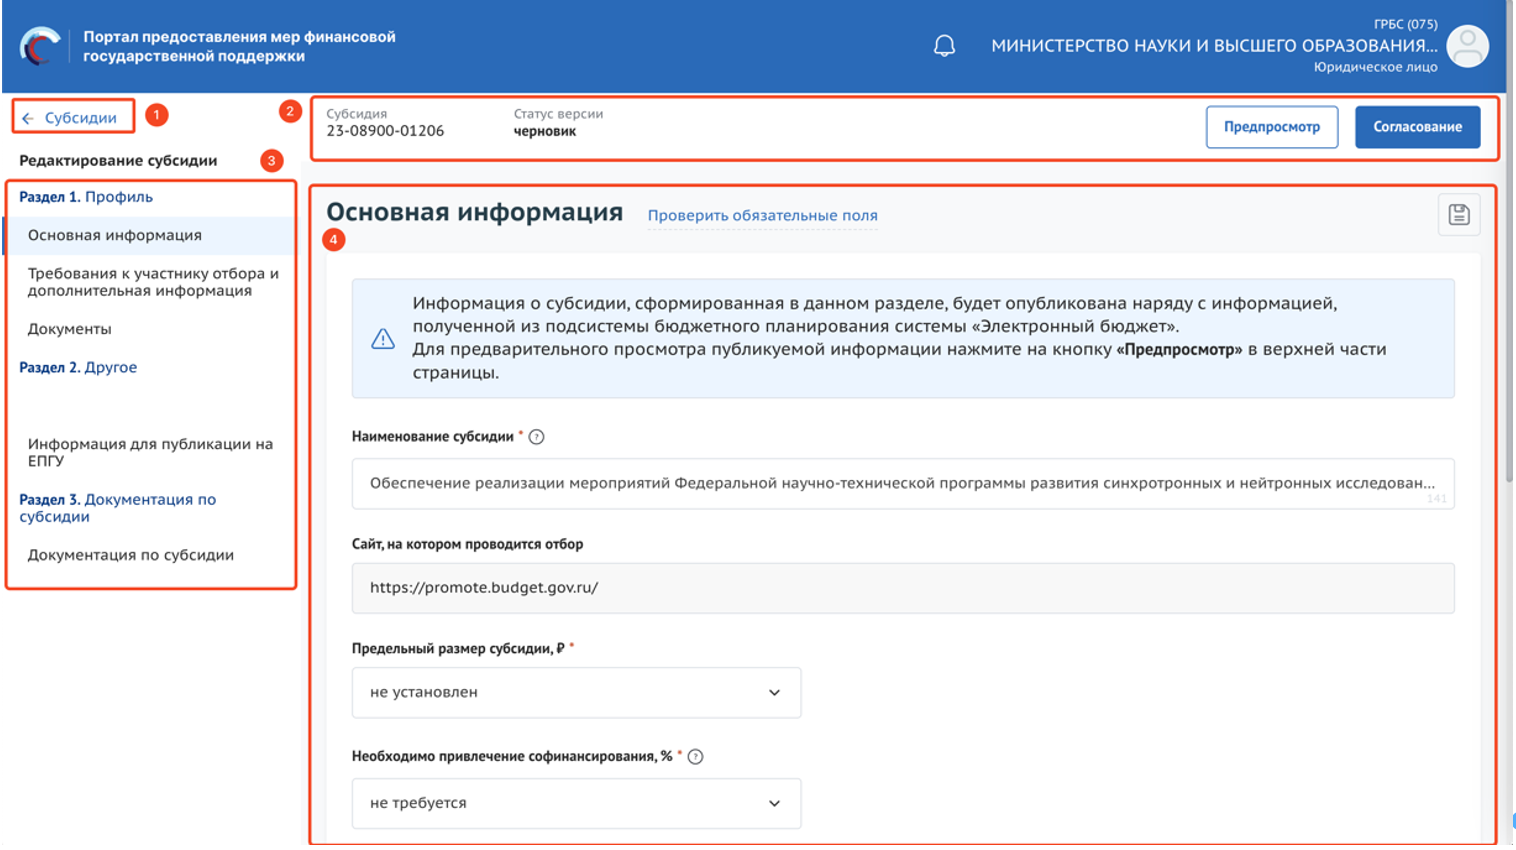 Портал предоставления мер финансовой
государственной поддержки
ГРБС (075)
МИНИСТЕРСТВО НАУКИ И ВЫСШЕГО ОБРАЗОВАНИЯ...
Юридическое лицо
← Субсидии
1
2
Субсидия
23-08900-01206
Статус версии
черновик
Предпросмотр
Согласование
Редактирование субсидии
3
Раздел 1. Профиль
Основная информация
Требования к участнику отбора и
дополнительная информация
Документы
Раздел 2. Другое
Информация для публикации на
ЕПГУ
Раздел 3. Документация по
субсидии
Документация по субсидии
Основная информация
Проверить обязательные поля
4
Информация о субсидии, сформированная в данном разделе, будет опубликована наряду с информацией,
полученной из подсистемы бюджетного планирования системы «Электронный бюджет».
Для предварительного просмотра публикуемой информации нажмите на кнопку «Предпросмотр» в верхней части
страницы.
Наименование субсидии * ?
Обеспечение реализации мероприятий Федеральной научно-технической программы развития синхротронных и нейтронных исследован...
141
Сайт, на котором проводится отбор
https://promote.budget.gov.ru/
Предельный размер субсидии, ₽ *
не установлен
Необходимо привлечение софинансирования, % * ?
не требуется